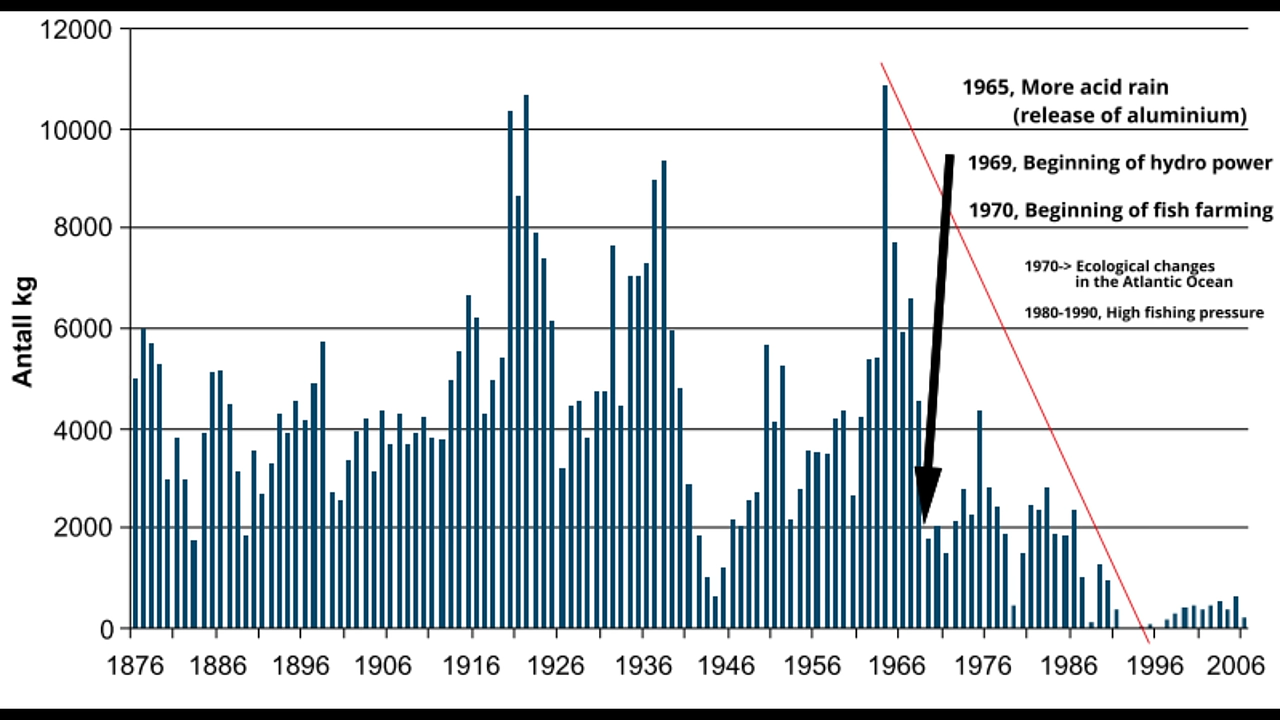 12000
10000
8000
6000
4000
2000
0
Antall kg
1965, More acid rain
(release of aluminium)
1969, Beginning of hydro power
1970, Beginning of fish farming
1970-> Ecological changes
in the Atlantic Ocean
1980-1990, High fishing pressure
1876 1886 1896 1906 1916 1926 1936 1946 1956 1966 1976 1986 1996 2006